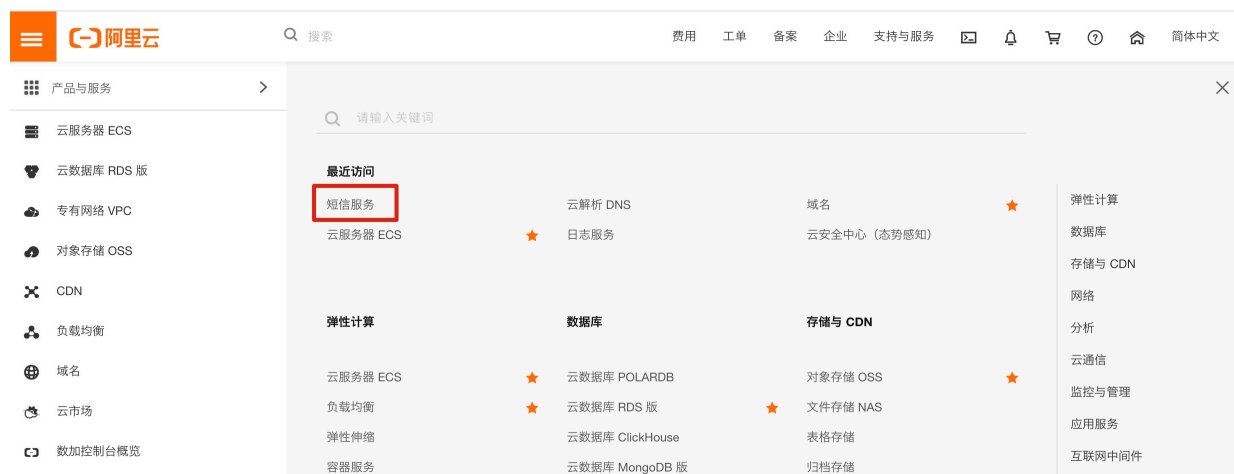 阿里云
搜索
费用 工单 备案 企业 支持与服务 简体中文
产品与服务
云服务器 ECS
云数据库 RDS 版
专有网络 VPC
对象存储 OSS
CDN
负载均衡
域名
云市场
数加控制台概览
请输入关键词
最近访问
短信服务 云解析 DNS 域名
云服务器 ECS 日志服务 云安全中心（态势感知）
弹性计算 数据库 存储与 CDN
云服务器 ECS 云数据库 POLARDB 对象存储 OSS
负载均衡 云数据库 RDS 版 文件存储 NAS
弹性伸缩 云数据库 ClickHouse 表格存储
容器服务 云数据库 MongoDB 版 归档存储
弹性计算
数据库
存储与 CDN
网络
分析
云通信
监控与管理
应用服务
互联网中间件